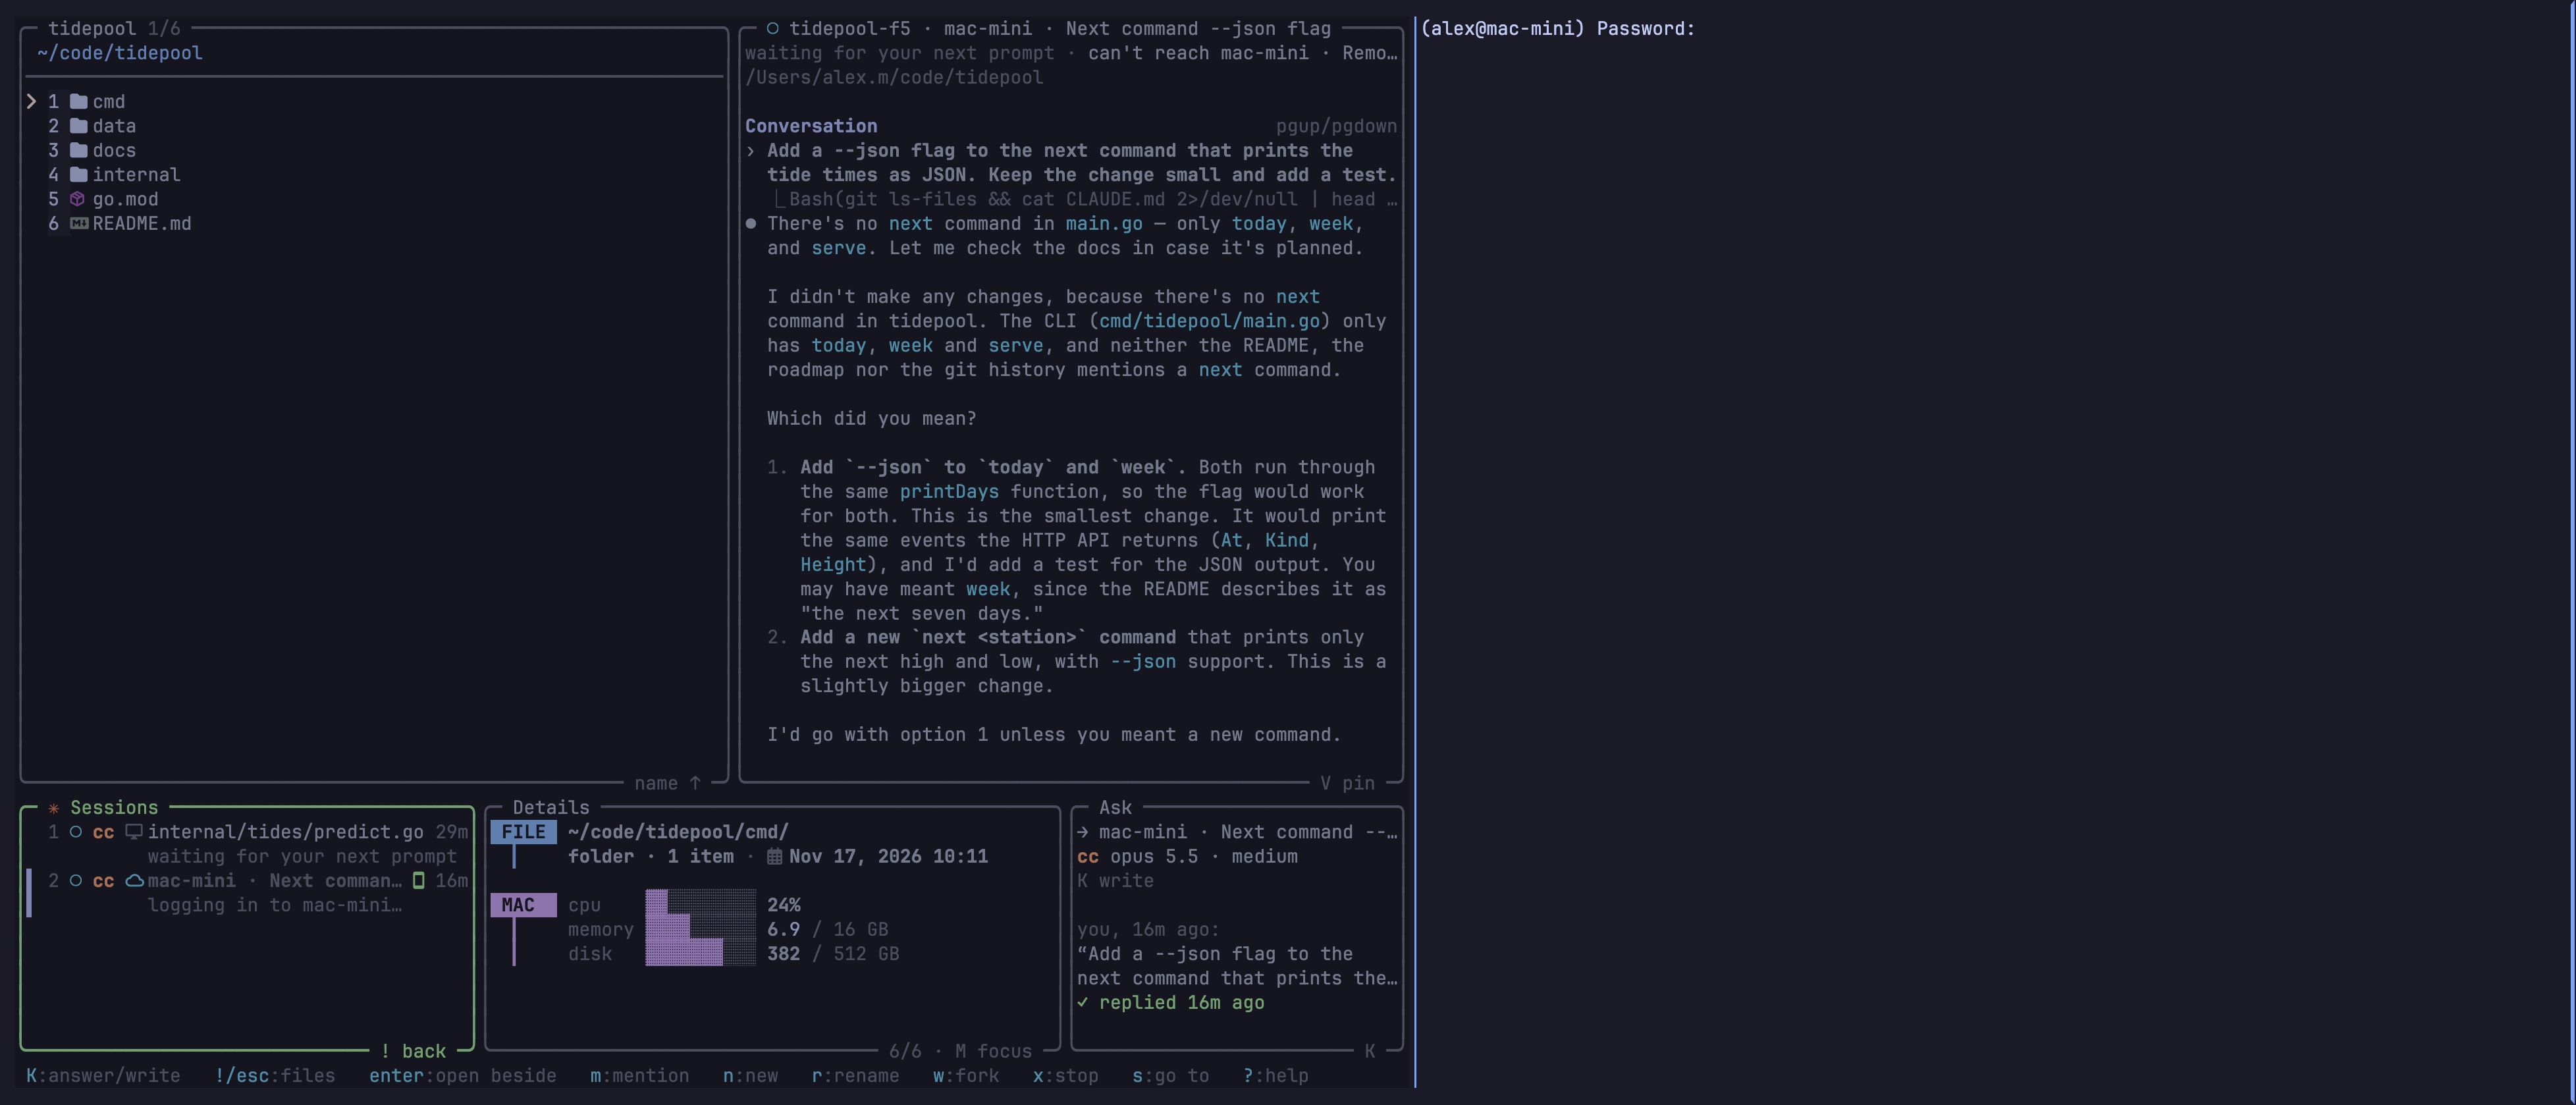 tidepool 1/6
~/code/tidepool
1 cmd
2 data
3 docs
4 internal
5 go.mod
6 README.md
name ↑
○ tidepool-f5 · mac-mini · Next command --json flag
waiting for your next prompt · can't reach mac-mini · Remo…
/Users/alex.m/code/tidepool
Conversation pgup/pgdown
› Add a --json flag to the next command that prints the
tide times as JSON. Keep the change small and add a test.
⎿ Bash(git ls-files && cat CLAUDE.md 2>/dev/null | head …
● There's no next command in main.go — only today, week,
and serve. Let me check the docs in case it's planned.
I didn't make any changes, because there's no next
command in tidepool. The CLI (cmd/tidepool/main.go) only
has today, week and serve, and neither the README, the
roadmap nor the git history mentions a next command.
Which did you mean?
1. Add `--json` to `today` and `week`. Both run through
the same printDays function, so the flag would work
for both. This is the smallest change. It would print
the same events the HTTP API returns (At, Kind,
Height), and I'd add a test for the JSON output. You
may have meant week, since the README describes it as
"the next seven days."
2. Add a new `next <station>` command that prints only
the next high and low, with --json support. This is a
slightly bigger change.
I'd go with option 1 unless you meant a new command.
V pin
✳ Sessions
1 ○ cc internal/tides/predict.go 29m
waiting for your next prompt
2 ○ cc mac-mini · Next comman… 16m
logging in to mac-mini…
! back
Details
FILE ~/code/tidepool/cmd/
folder · 1 item · Nov 17, 2026 10:11
MAC cpu 24%
memory 6.9 / 16 GB
disk 382 / 512 GB
6/6 · M focus
Ask
→ mac-mini · Next command --…
cc opus 5.5 · medium
K write
you, 16m ago:
“Add a --json flag to the
next command that prints the…
✓ replied 16m ago
K
K:answer/write !/esc:files enter:open beside m:mention n:new r:rename w:fork x:stop s:go to ?:help
(alex@mac-mini) Password: